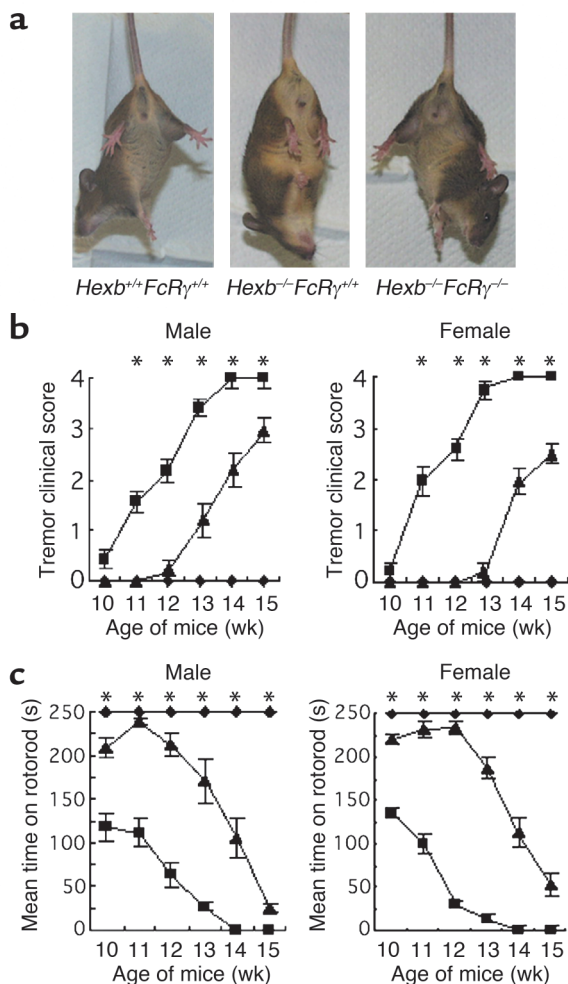 a
Hexb+/+FcRγ+/+ Hexb–/–FcRγ+/+ Hexb–/–FcRγ–/–
b
Male Female
* * * * * * * * * *
Tremor clinical score
4
3
2
1
0
10 11 12 13 14 15
Age of mice (wk)
Tremor clinical score
4
3
2
1
0
10 11 12 13 14 15
Age of mice (wk)
c
Male Female
* * * * * * * * * * * *
Mean time on rotorod (s)
250
200
150
100
50
0
10 11 12 13 14 15
Age of mice (wk)
Mean time on rotorod (s)
250
200
150
100
50
0
10 11 12 13 14 15
Age of mice (wk)